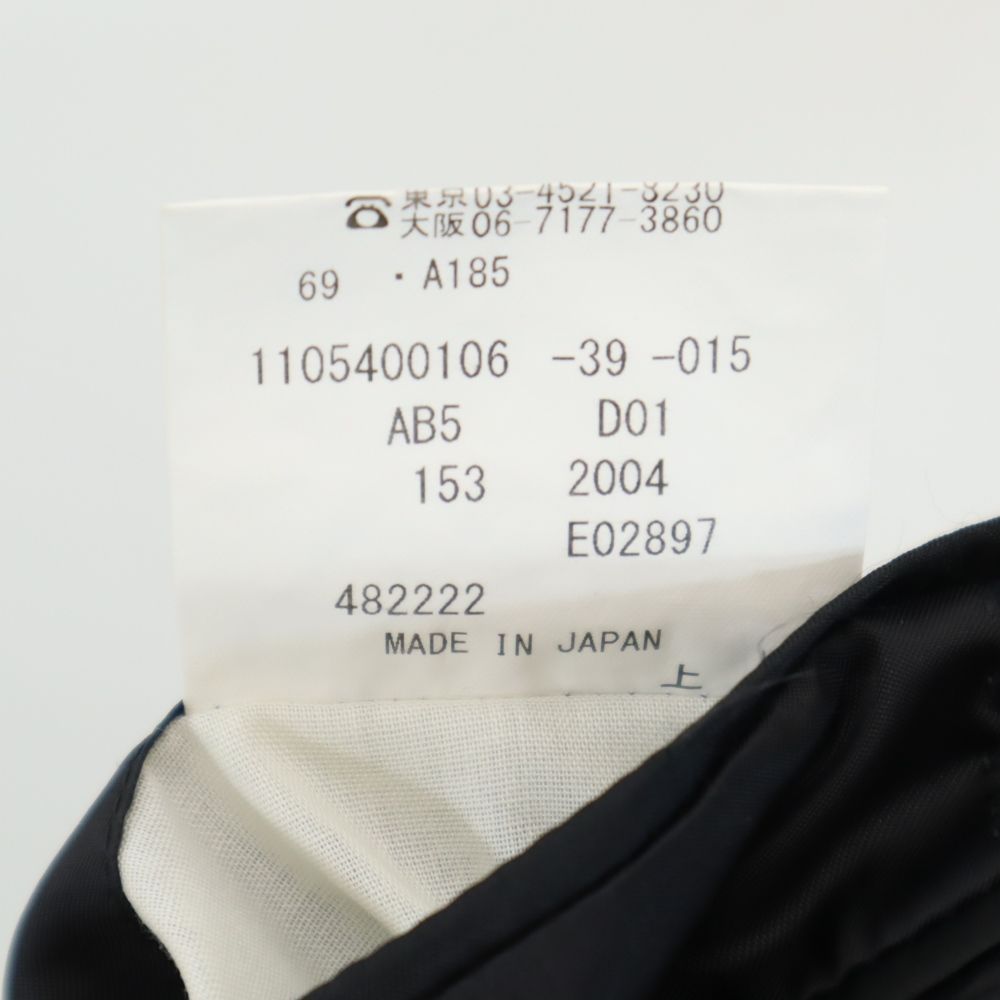 ☎ 東京03-4521-8230
大阪06-7177-3860
69 ・A185
1105400106 -39 -015
AB5 D01
153 2004
E02897
482222
MADE IN JAPAN
上